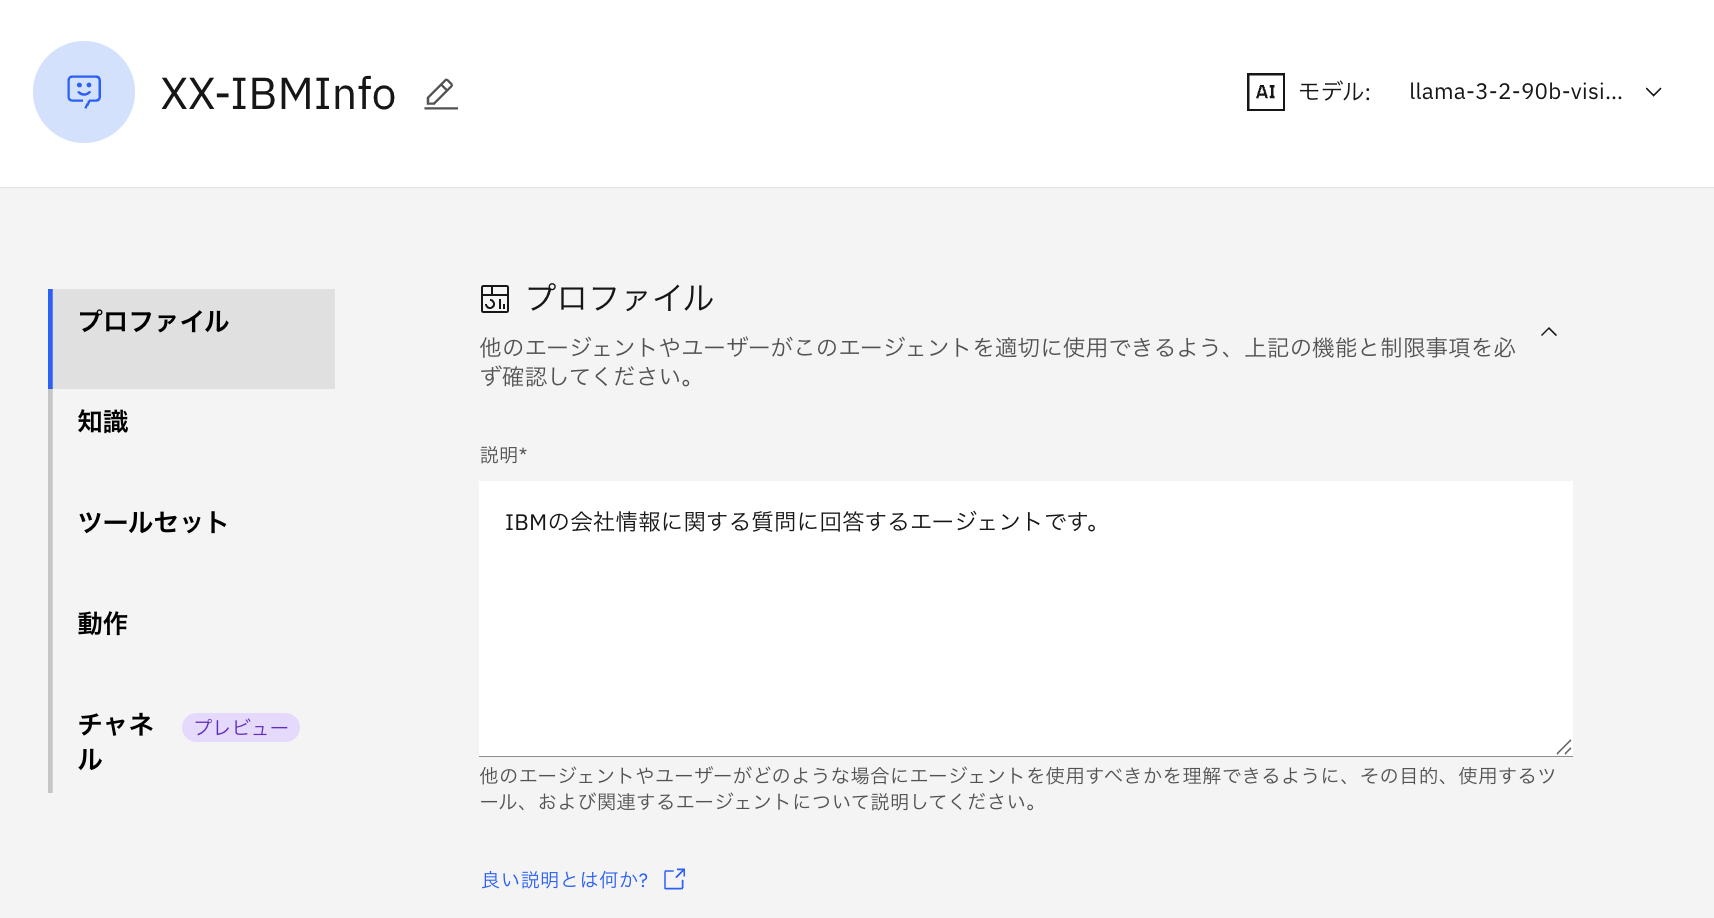 XX-IBMInfo
AI モデル: llama-3-2-90b-visi...
プロファイル
知識
ツールセット
動作
チャネ
ル
プレビュー
プロファイル
他のエージェントやユーザーがこのエージェントを適切に使用できるよう、上記の機能と制限事項を必
ず確認してください。
説明*
IBMの会社情報に関する質問に回答するエージェントです。
他のエージェントやユーザーがどのような場合にエージェントを使用すべきかを理解できるように、その目的、使用するツ
ール、および関連するエージェントについて説明してください。
良い説明とは何か?